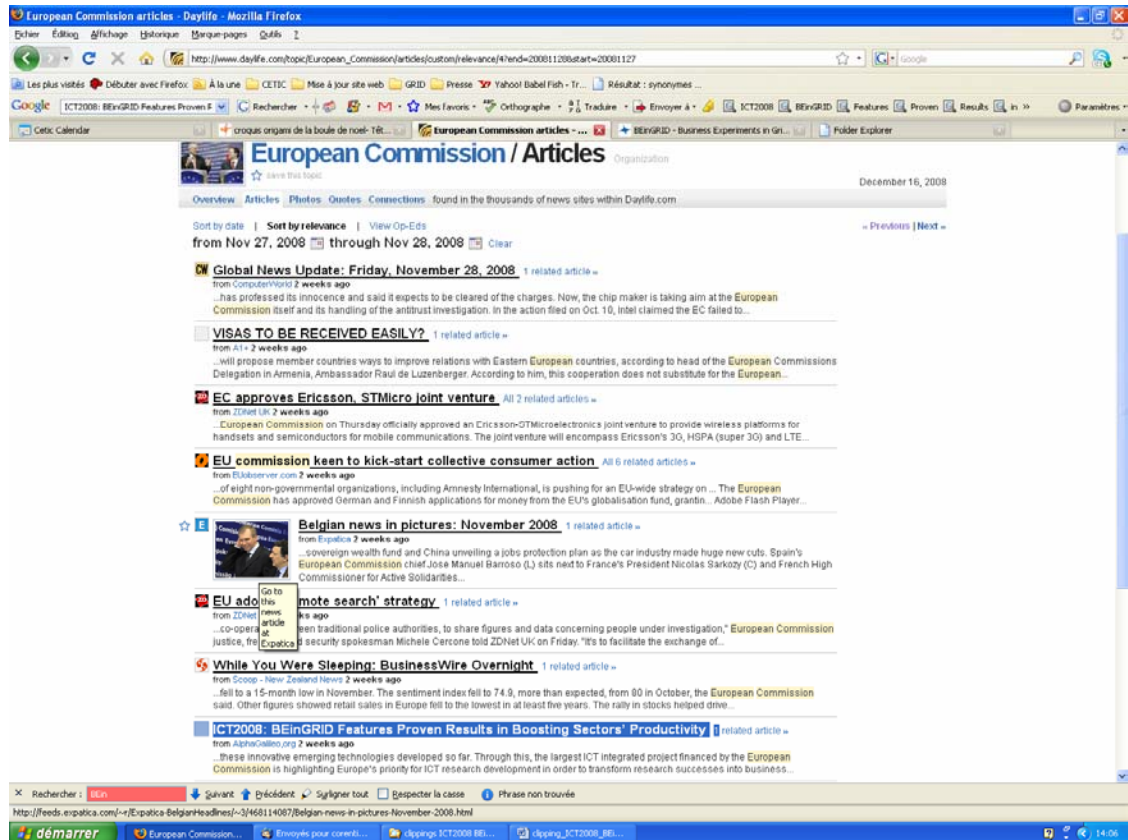 European Commission articles - Daylife - Mozilla Firefox
Fichier Édition Affichage Historique Marque-pages Outils ?
http://www.daylife.com/topic/European_Commission/articles/custom/relevance/4?end=20081128&start=20081127
Google
Les plus visités Débuter avec Firefox À la une CETIC Mise à jour site web GRID Presse Yahoo! Babel Fish - Tr... Résultat : synonymes ...
Google ICT2008: BEinGRID Features Proven F Rechercher Mes favoris Orthographe Traduire Envoyer à ICT2008 BEinGRID Features Proven Results in » Paramètres
Cetic Calendar croquis origami de la boule de noel- Têt... European Commission articles - ... BEinGRID - Business Experiments in Gri... Folder Explorer
European Commission / Articles Organization
save this topic
December 16, 2008
Overview Articles Photos Quotes Connections found in the thousands of news sites within Daylife.com
Sort by date | Sort by relevance | View Op-Eds
« Previous | Next »
from Nov 27, 2008 through Nov 28, 2008 Clear
CW Global News Update: Friday, November 28, 2008 1 related article »
from ComputerWorld 2 weeks ago
...has professed its innocence and said it expects to be cleared of the charges. Now, the chip maker is taking aim at the European
Commission itself and its handling of the antitrust investigation. In the action filed on Oct. 10, Intel claimed the EC failed to...
VISAS TO BE RECEIVED EASILY? 1 related article »
from A1+ 2 weeks ago
...will propose member countries ways to improve relations with Eastern European countries, according to head of the European Commissions
Delegation in Armenia, Ambassador Raul de Luzenberger. According to him, this cooperation does not substitute for the European...
EC approves Ericsson, STMicro joint venture All 2 related articles »
from ZDNet UK 2 weeks ago
...European Commission on Thursday officially approved an Ericsson-STMicroelectronics joint venture to provide wireless platforms for
handsets and semiconductors for mobile communications. The joint venture will encompass Ericsson's 3G, HSPA (super 3G) and LTE...
EU commission keen to kick-start collective consumer action All 6 related articles »
from EUobserver.com 2 weeks ago
...of eight non-governmental organizations, including Amnesty International, is pushing for an EU-wide strategy on ... The European
Commission has approved German and Finnish applications for money from the EU's globalisation fund, grantin... Adobe Flash Player...
E Belgian news in pictures: November 2008 1 related article »
from Expatica 2 weeks ago
...sovereign wealth fund and China unveiling a jobs protection plan as the car industry made huge new cuts. Spain's
European Commission chief Jose Manuel Barroso (L) sits next to France's President Nicolas Sarkozy (C) and French High
Commissioner for Active Solidarities...
Go to
this
news
article
at
Expatica
EU ado mote search' strategy 1 related article »
from ZDNet ks ago
...co-opera een traditional police authorities, to share figures and data concerning people under investigation," European Commission
justice, fre d security spokesman Michele Cercone told ZDNet UK on Friday. "It's to facilitate the exchange of...
While You Were Sleeping: BusinessWire Overnight 1 related article »
from Scoop - New Zealand News 2 weeks ago
...fell to a 15-month low in November. The sentiment index fell to 74.9, more than expected, from 80 in October, the European Commission
said. Other figures showed retail sales in Europe fell to the lowest in at least five years. The rally in stocks helped drive...
ICT2008: BEinGRID Features Proven Results in Boosting Sectors' Productivity 1 related article »
from AlphaGalileo.org 2 weeks ago
...these innovative emerging technologies developed so far. Through this, the largest ICT integrated project financed by the European
Commission is highlighting Europe's priority for ICT research development in order to transform research successes into business...
Rechercher : BEin Suivant Précédent Surligner tout Respecter la casse Phrase non trouvée
http://feeds.expatica.com/~r/Expatica-BelgianHeadlines/~3/468114087/Belgian-news-in-pictures-November-2008.html
démarrer European Commission... Envoyés pour corenti... clippings ICT2008 BEi... clipping_ICT2008_BEi... 14:06